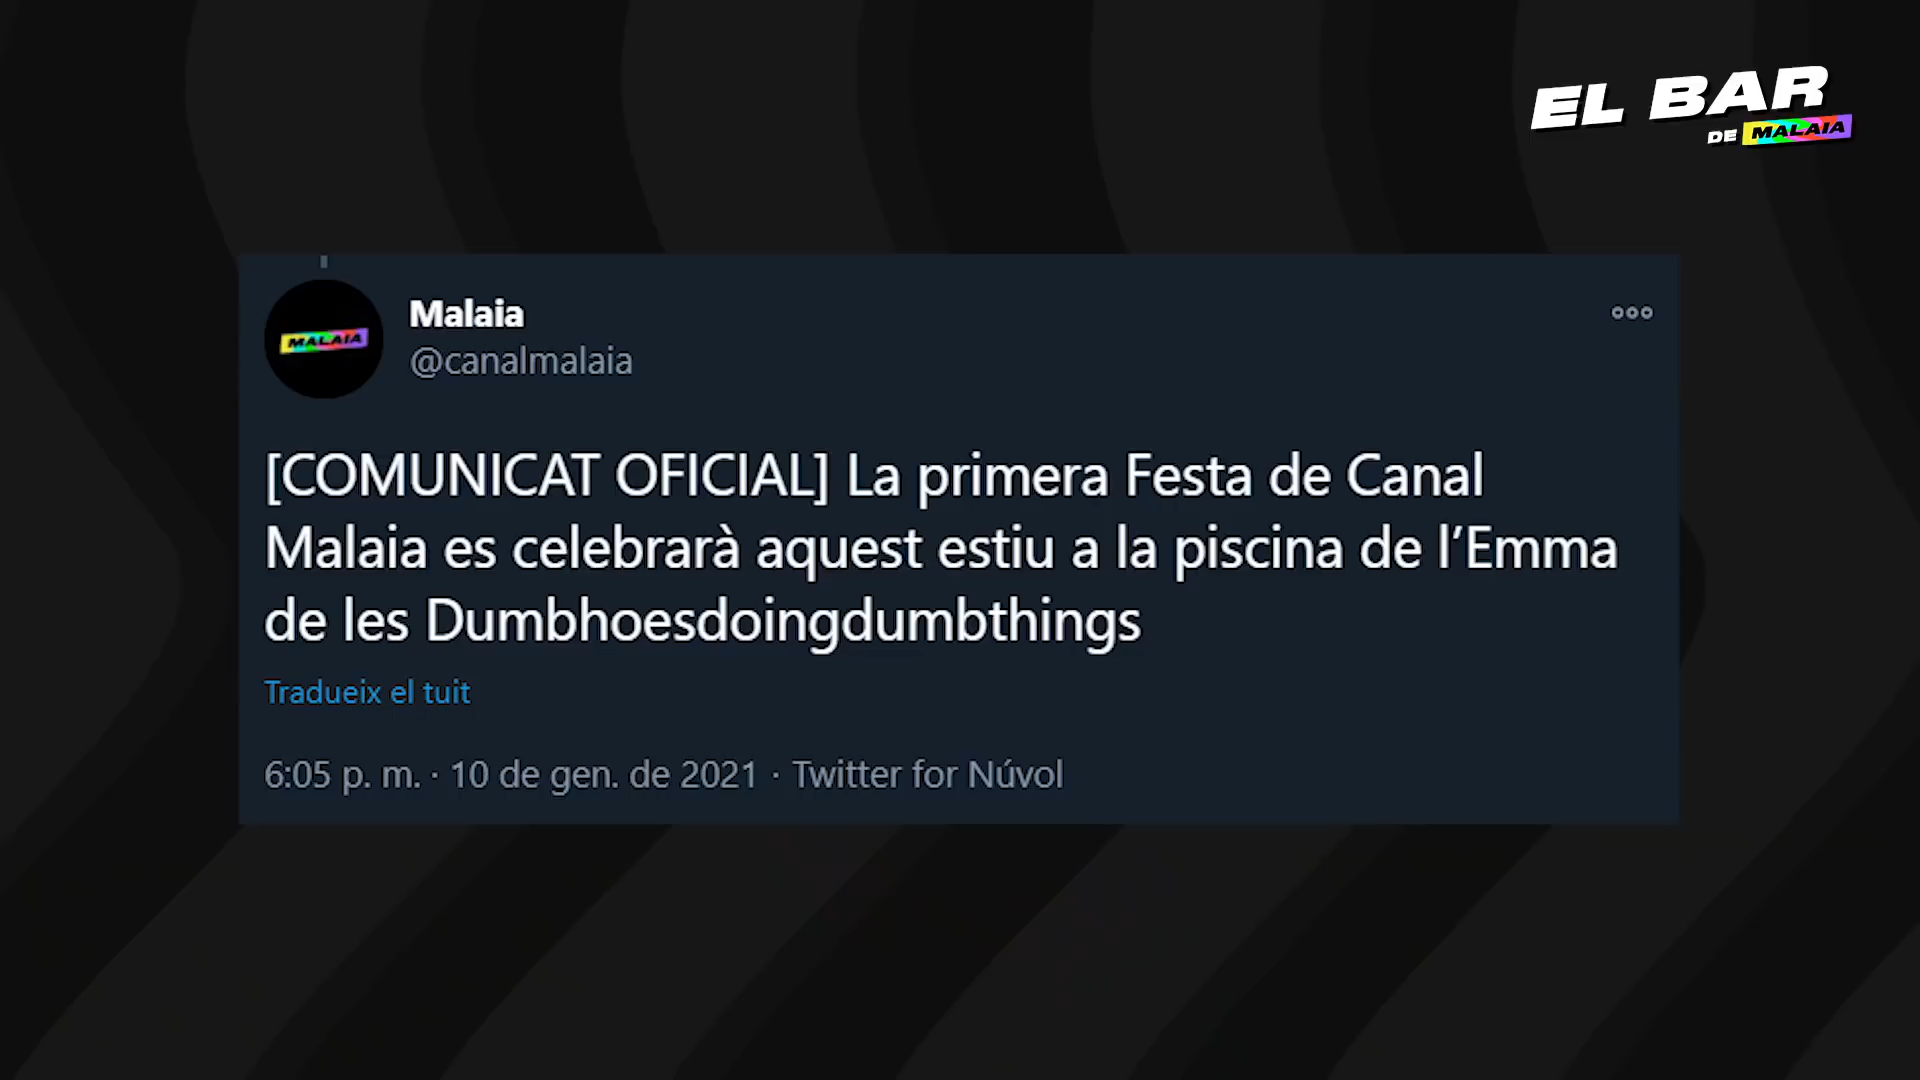 EL BAR
DE MALAIA
MALAIA
Malaia
@canalmalaia
[COMUNICAT OFICIAL] La primera Festa de Canal
Malaia es celebrarà aquest estiu a la piscina de l’Emma
de les Dumbhoesdoingdumbthings
Tradueix el tuit
6:05 p. m. · 10 de gen. de 2021 · Twitter for Núvol